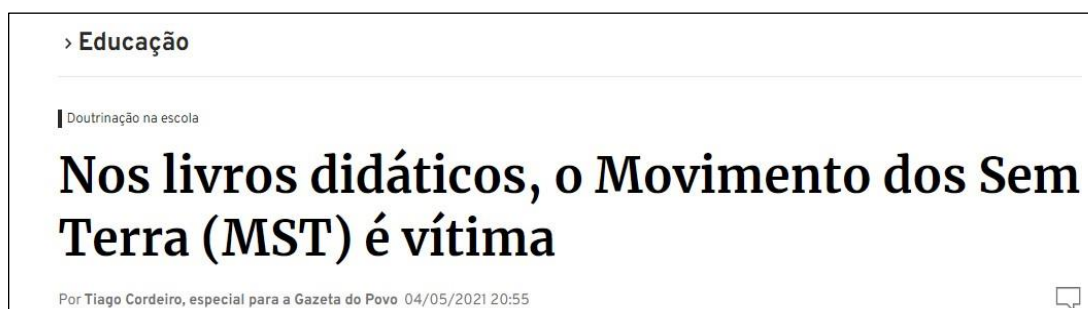 › Educação
Doutrinação na escola
Nos livros didáticos, o Movimento dos Sem
Terra (MST) é vítima
Por Tiago Cordeiro, especial para a Gazeta do Povo 04/05/2021 20:55